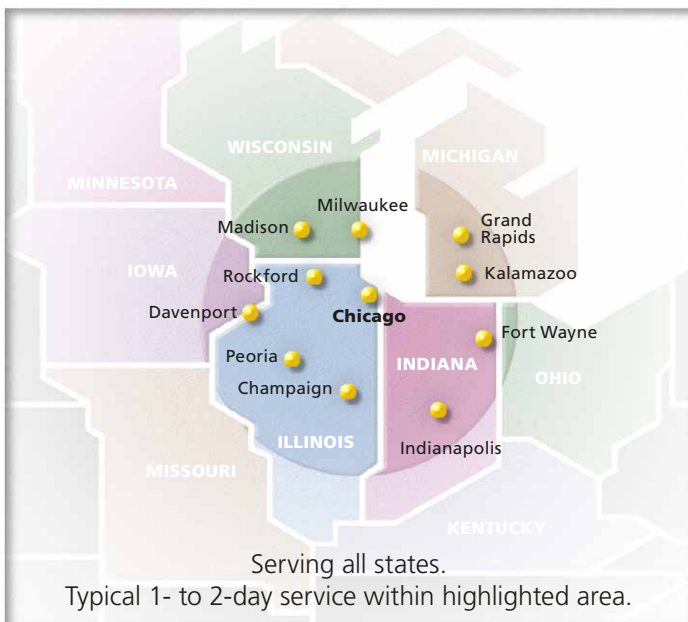 WISCONSIN
MICHIGAN
MINNESOTA
Milwaukee
Madison
Grand
Rapids
IOWA
Rockford
Kalamazoo
Davenport
Chicago
Fort Wayne
Peoria
INDIANA
OHIO
Champaign
ILLINOIS
Indianapolis
MISSOURI
KENTUCKY
Serving all states.
Typical 1- to 2-day service within highlighted area.